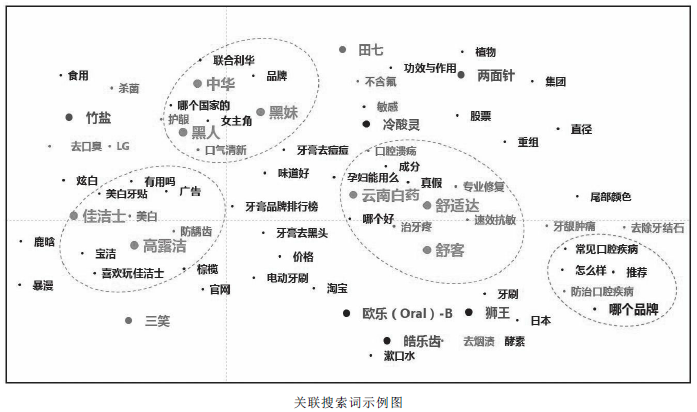 田七
植物
联合利华
功效与作用
食用
品牌
两面针
集团
中华
不含氟
杀菌
哪个国家的
敏感
黑妹
股票
竹盐
护龈
女主角
冷酸灵
直径
黑人
重组
去口臭
LG
口气清新
牙膏去痘痘
口腔溃疡
成分
味道好
孕妇能用么
真假
专业修复
炫白
有用吗
美白牙贴
广告
云南白药
尾部颜色
舒适达
牙膏品牌排行榜
佳洁士
美白
哪个好
速效抗敏
治牙疼
牙龈肿痛
去除牙结石
防龋齿
牙膏去黑头
鹿晗
高露洁
舒客
常见口腔疾病
宝洁
价格
棕榄
怎么样
推荐
喜欢玩佳洁士
电动牙刷
暴漫
官网
淘宝
牙刷
防治口腔疾病
哪个品牌
欧乐（Oral）-B
狮王
三笑
日本
皓乐齿
去烟渍
酵素
漱口水
关联搜索词示例图